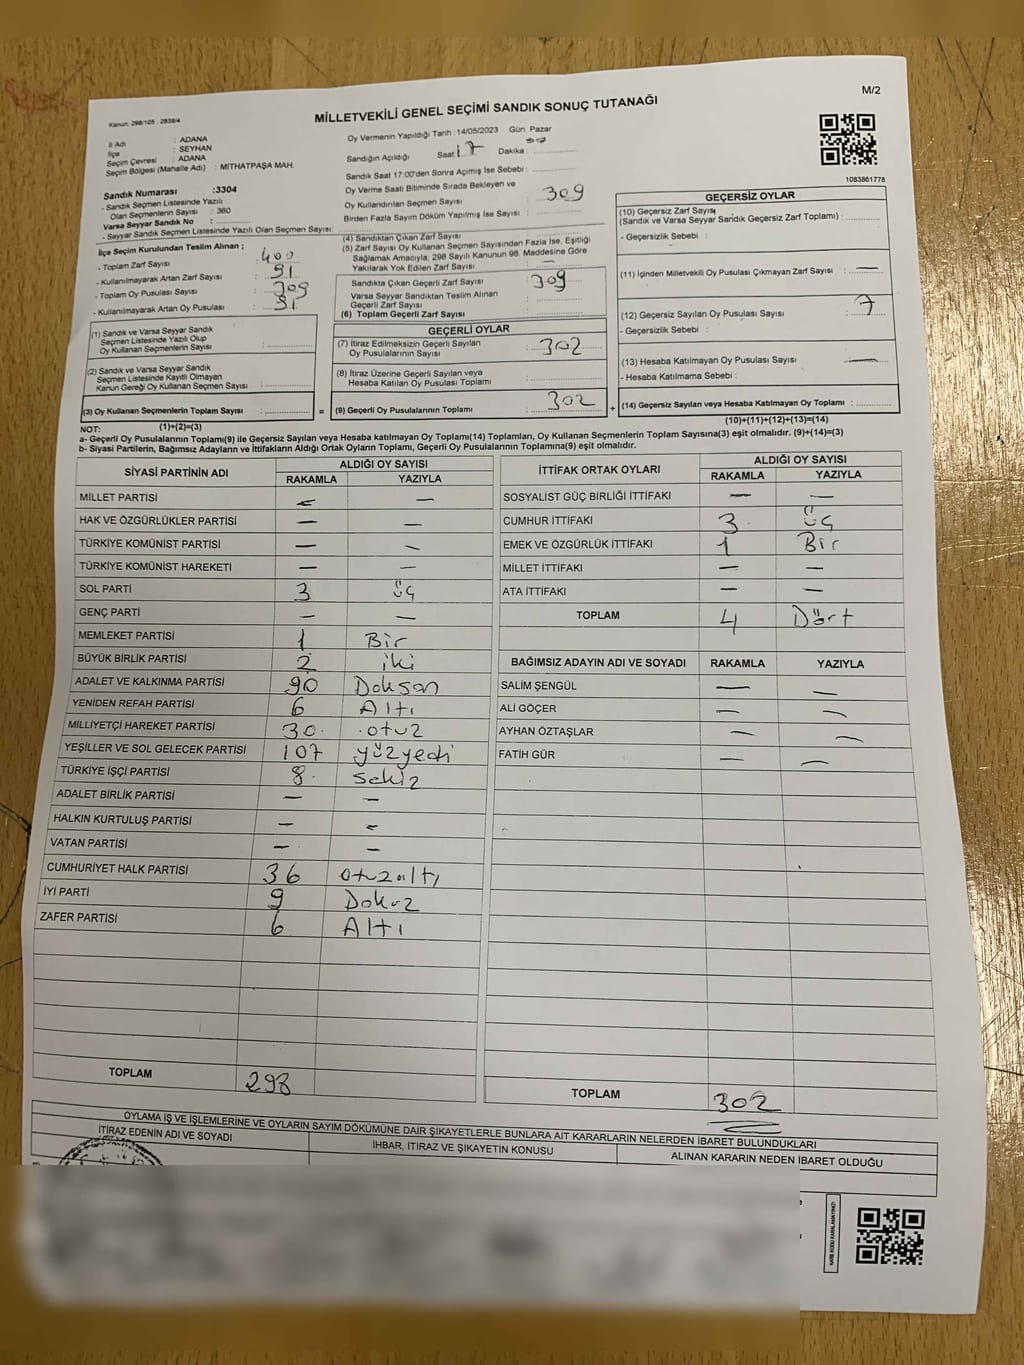 M/2
MİLLETVEKİLİ GENEL SEÇİMİ SANDIK SONUÇ TUTANAĞI
Kanun: 298/105 , 2839/4
İl Adı : ADANA
İlçe : SEYHAN
Seçim Çevresi : ADANA
Seçim Bölgesi (Mahalle Adı) : MİTHATPAŞA MAH.
Sandık Numarası :3304
- Sandık Seçmen Listesinde Yazılı
Olan Seçmenlerin Sayısı : 360
Varsa Seyyar Sandık No :
- Seyyar Sandık Seçmen Listesinde Yazılı Olan Seçmen Sayısı:
Oy Vermenin Yapıldığı Tarih : 14/05/2023 Gün: Pazar
Sandığın Açıldığı Saat: 17 Dakika :
Sandık Saat 17:00'den Sonra Açımış İse Sebebi :
Oy Verme Saati Bitiminde Sırada Bekleyen ve
Oy Kullandırılan Seçmen Sayısı : 309
Birden Fazla Sayım Döküm Yapılmış İse Sayısı :
1083861778
İlçe Seçim Kurulundan Teslim Alınan ;
- Toplam Zarf Sayısı : 400
- Kullanılmayarak Artan Zarf Sayısı : 91
- Toplam Oy Pusulası Sayısı : 309
- Kullanılmayarak Artan Oy Pusulası : 91
(1) Sandık ve Varsa Seyyar Sandık
Seçmen Listesinde Yazılı Olup
Oy Kullanan Seçmenlerin Sayısı :
(2) Sandık ve Varsa Seyyar Sandık
Seçmen Listesinde Kayıtlı Olmayan
Kanun Gereği Oy Kullanan Seçmen Sayısı :
(3) Oy Kullanan Seçmenlerin Toplam Sayısı :
(4) Sandıktan Çıkan Zarf Sayısı :
(5) Zarf Sayısı Oy Kullanan Seçmen Sayısından Fazla İse, Eşitliği
Sağlamak Amacıyla; 298 Sayılı Kanunun 98. Maddesine Göre
Yakılarak Yok Edilen Zarf Sayısı : —
Sandıkta Çıkan Geçerli Zarf Sayısı : 309
Varsa Seyyar Sandıktan Teslim Alınan
Geçerli Zarf Sayısı :
(6) Toplam Geçerli Zarf Sayısı :
GEÇERLİ OYLAR
(7) İtiraz Edilmeksizin Geçerli Sayılan
Oy Pusulalarının Sayısı : 302
(8) İtiraz Üzerine Geçerli Sayılan veya
Hesaba Katılan Oy Pusulası Toplamı :
= (9) Geçerli Oy Pusulalarının Toplamı : 302 +
GEÇERSİZ OYLAR
(10) Geçersiz Zarf Sayısı
(Sandık ve Varsa Seyyar Sandık Geçersiz Zarf Toplamı) :
- Geçersizlik Sebebi :
(11) İçinden Milletvekili Oy Pusulası Çıkmayan Zarf Sayısı : —
(12) Geçersiz Sayılan Oy Pusulası Sayısı : 7
- Geçersizlik Sebebi :
(13) Hesaba Katılmayan Oy Pusulası Sayısı : —
- Hesaba Katılmama Sebebi :
(14) Geçersiz Sayılan veya Hesaba Katılmayan Oy Toplamı :
NOT: (1)+(2)=(3) (10)+(11)+(12)+(13)=(14)
a- Geçerli Oy Pusulalarının Toplamı(9) ile Geçersiz Sayılan veya Hesaba katılmayan Oy Toplamı(14) Toplamları, Oy Kullanan Seçmenlerin Toplam Sayısına(3) eşit olmalıdır. (9)+(14)=(3)
b- Siyasi Partilerin, Bağımsız Adayların ve İttifakların Aldığı Ortak Oyların Toplamı, Geçerli Oy Pusulalarının Toplamına(9) eşit olmalıdır.
SİYASİ PARTİNİN ADI ALDIĞI OY SAYISI
RAKAMLA YAZIYLA
MİLLET PARTİSİ — —
HAK VE ÖZGÜRLÜKLER PARTİSİ — —
TÜRKİYE KOMÜNİST PARTİSİ — —
TÜRKİYE KOMÜNİST HAREKETİ — —
SOL PARTİ 3 üç
GENÇ PARTİ — —
MEMLEKET PARTİSİ 1 Bir
BÜYÜK BİRLİK PARTİSİ 2 iki
ADALET VE KALKINMA PARTİSİ 90 Doksan
YENİDEN REFAH PARTİSİ 6 Altı
MİLLİYETÇİ HAREKET PARTİSİ 30 otuz
YEŞİLLER VE SOL GELECEK PARTİSİ 107 yüzyedi
TÜRKİYE İŞÇİ PARTİSİ 8 sekiz
ADALET BİRLİK PARTİSİ — —
HALKIN KURTULUŞ PARTİSİ — —
VATAN PARTİSİ — —
CUMHURİYET HALK PARTİSİ 36 otuzaltı
İYİ PARTİ 9 Dokuz
ZAFER PARTİSİ 6 Altı
TOPLAM 298
İTTİFAK ORTAK OYLARI ALDIĞI OY SAYISI
RAKAMLA YAZIYLA
SOSYALİST GÜÇ BİRLİĞİ İTTİFAKI — —
CUMHUR İTTİFAKI 3 üç
EMEK VE ÖZGÜRLÜK İTTİFAKI 1 Bir
MİLLET İTTİFAKI — —
ATA İTTİFAKI — —
TOPLAM 4 Dört
BAĞIMSIZ ADAYIN ADI VE SOYADI RAKAMLA YAZIYLA
SALİM ŞENGÜL — —
ALİ GÖÇER — —
AYHAN ÖZTAŞLAR — —
FATİH GÜR — —
TOPLAM 302
OYLAMA İŞ VE İŞLEMLERİNE VE OYLARIN SAYIM DÖKÜMÜNE DAİR ŞİKAYETLERLE BUNLARA AİT KARARLARIN NELERDEN İBARET BULUNDUKLARI
İTİRAZ EDENİN ADI VE SOYADI İHBAR, İTİRAZ VE ŞİKAYETİN KONUSU ALINAN KARARIN NEDEN İBARET OLDUĞU